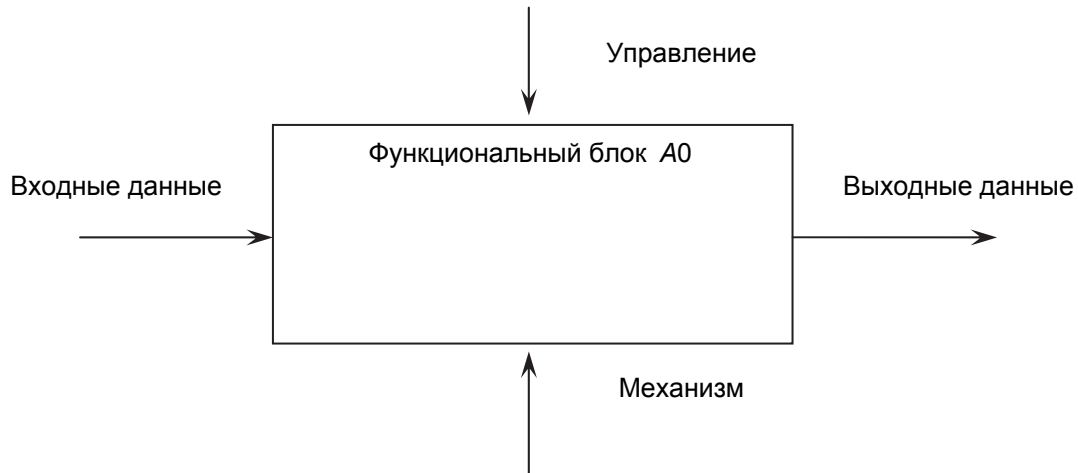 Управление
Функциональный блок A0
Входные данные
Выходные данные
Механизм